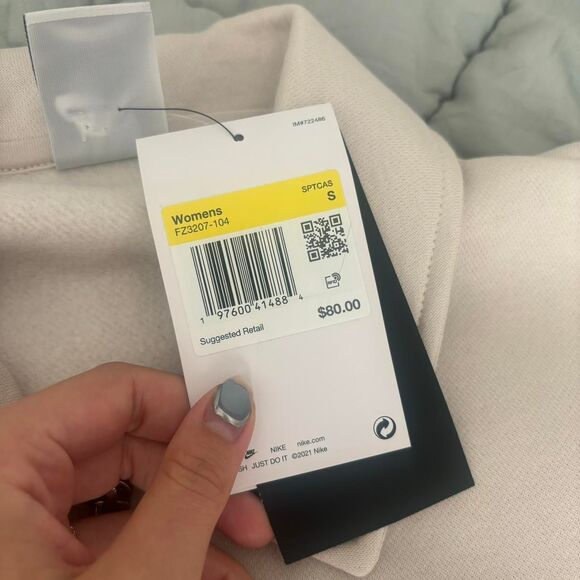 IM#722486
Womens
SPTCAS
FZ3207-104
S
1 97600 41488 4
RFID
$80.00
Suggested Retail
NIKE nike.com
JUST DO IT ©2021 Nike